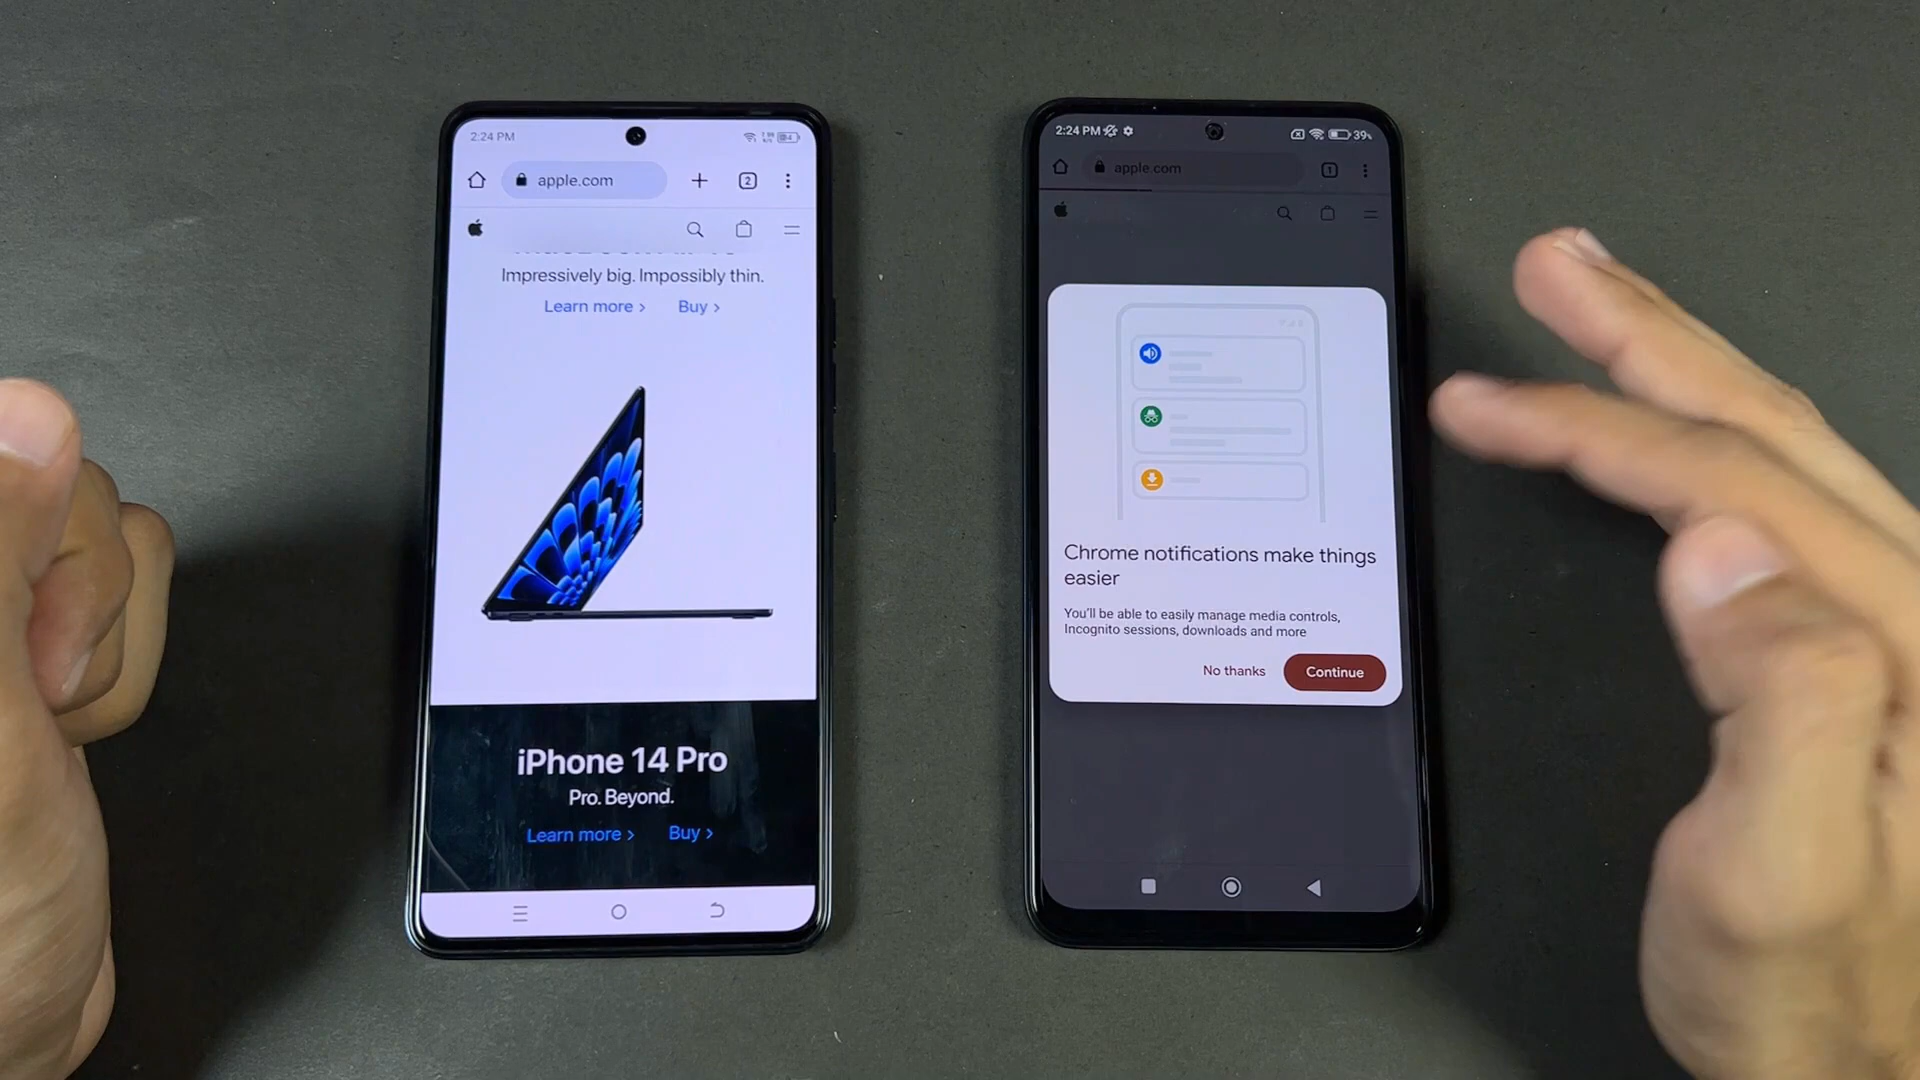 2:24 PM
apple.com
2
Impressively big. Impossibly thin.
Learn more >
Buy >
iPhone 14 Pro
Pro. Beyond.
Learn more >
Buy >
2:24 PM
39%
apple.com
1
Chrome notifications make things
easier
You'll be able to easily manage media controls,
Incognito sessions, downloads and more
No thanks
Continue